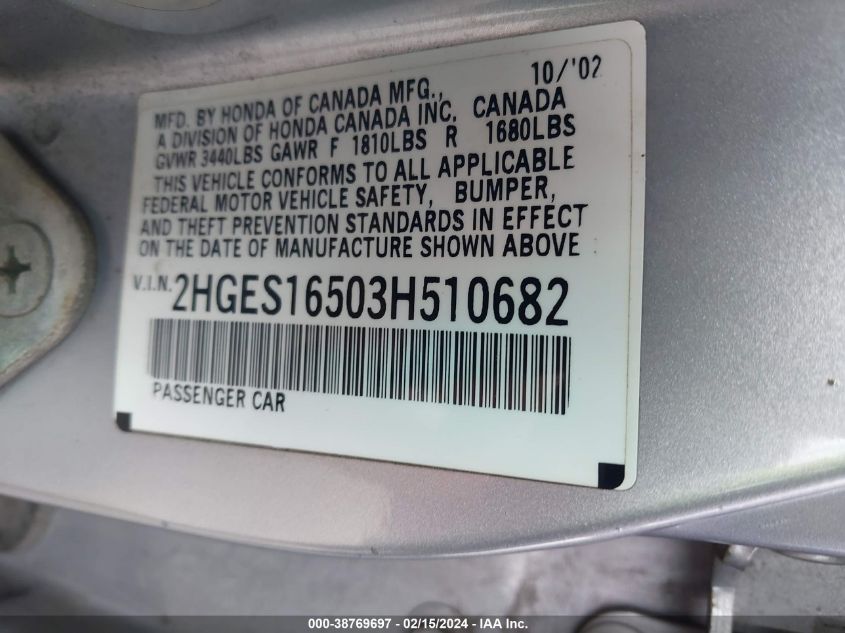 10/'02
MFD. BY HONDA OF CANADA MFG.,
A DIVISION OF HONDA CANADA INC. CANADA
GVWR 3440LBS GAWR F 1810LBS R 1680LBS
THIS VEHICLE CONFORMS TO ALL APPLICABLE
FEDERAL MOTOR VEHICLE SAFETY, BUMPER,
AND THEFT PREVENTION STANDARDS IN EFFECT
ON THE DATE OF MANUFACTURE SHOWN ABOVE
V.I.N. 2HGES16503H510682
PASSENGER CAR
000-38769697 - 02/15/2024 - IAA Inc.